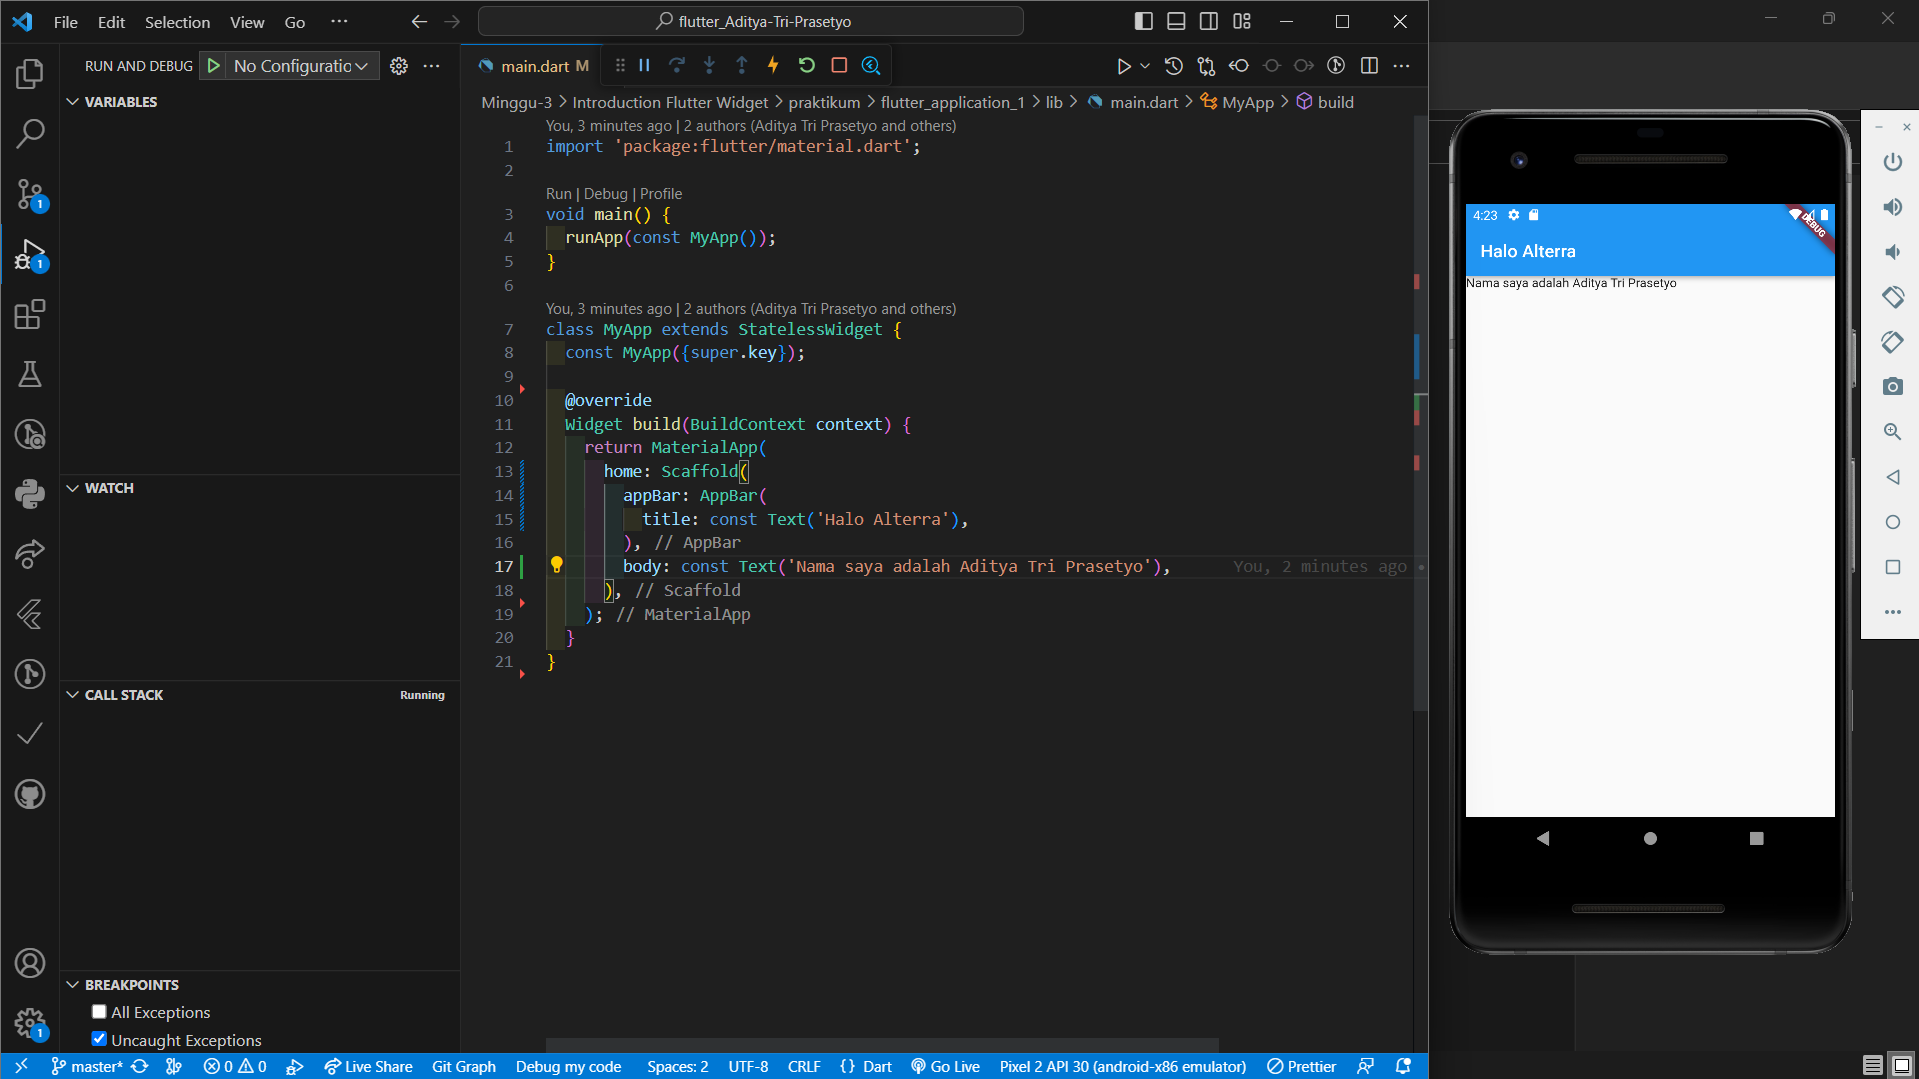 File Edit Selection View Go ···
flutter_Aditya-Tri-Prasetyo
RUN AND DEBUG No Configuratio
VARIABLES
WATCH
CALL STACK Running
BREAKPOINTS
All Exceptions
Uncaught Exceptions
1
1
1
main.dart M
Minggu-3 > Introduction Flutter Widget > praktikum > flutter_application_1 > lib > main.dart > MyApp > build
You, 3 minutes ago | 2 authors (Aditya Tri Prasetyo and others)
1 import 'package:flutter/material.dart';
2
Run | Debug | Profile
3 void main() {
4 runApp(const MyApp());
5 }
6
You, 3 minutes ago | 2 authors (Aditya Tri Prasetyo and others)
7 class MyApp extends StatelessWidget {
8 const MyApp({super.key});
9
10 @override
11 Widget build(BuildContext context) {
12 return MaterialApp(
13 home: Scaffold(
14 appBar: AppBar(
15 title: const Text('Halo Alterra'),
16 ), // AppBar
17 body: const Text('Nama saya adalah Aditya Tri Prasetyo'), You, 2 minutes ago •
18 ), // Scaffold
19 ); // MaterialApp
20 }
21 }
4:23
DEBUG
Halo Alterra
Nama saya adalah Aditya Tri Prasetyo
master* 0 0 Live Share Git Graph Debug my code Spaces: 2 UTF-8 CRLF {} Dart Go Live Pixel 2 API 30 (android-x86 emulator) Prettier